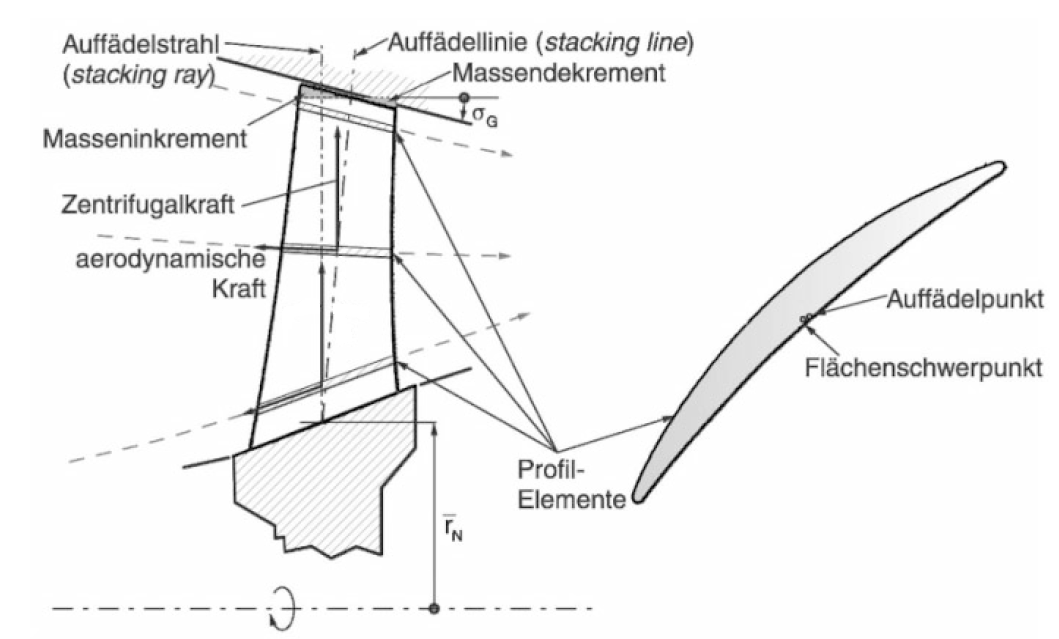 Auffädelstrahl
(stacking ray)
Auffädellinie (stacking line)
Massendekrement
σG
Masseninkrement
Zentrifugalkraft
aerodynamische
Kraft
Auffädelpunkt
Flächenschwerpunkt
Profil-
Elemente
r̅N